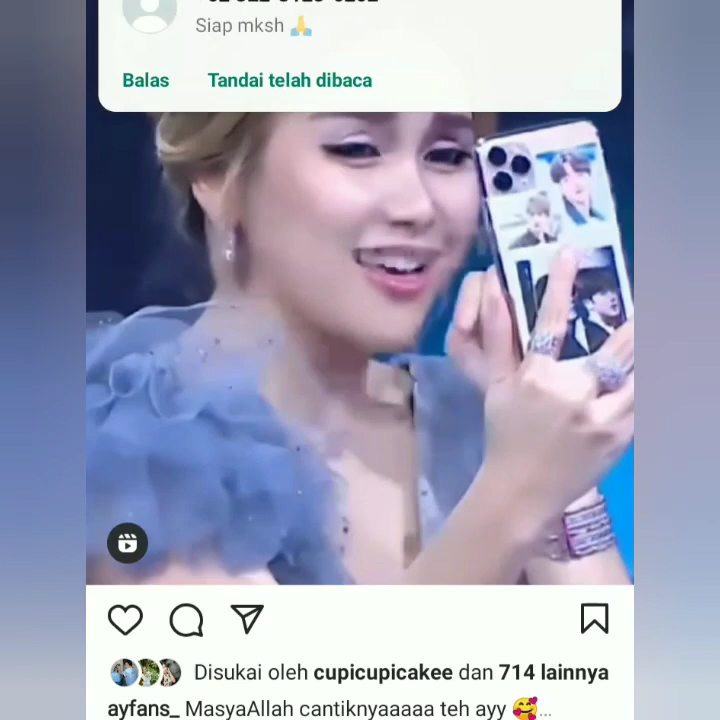 Siap mksh 🙏
Balas Tandai telah dibaca
Disukai oleh cupicupicakee dan 714 lainnya
ayfans_ MasyaAllah cantiknyaaaaa teh ayy 🥰...